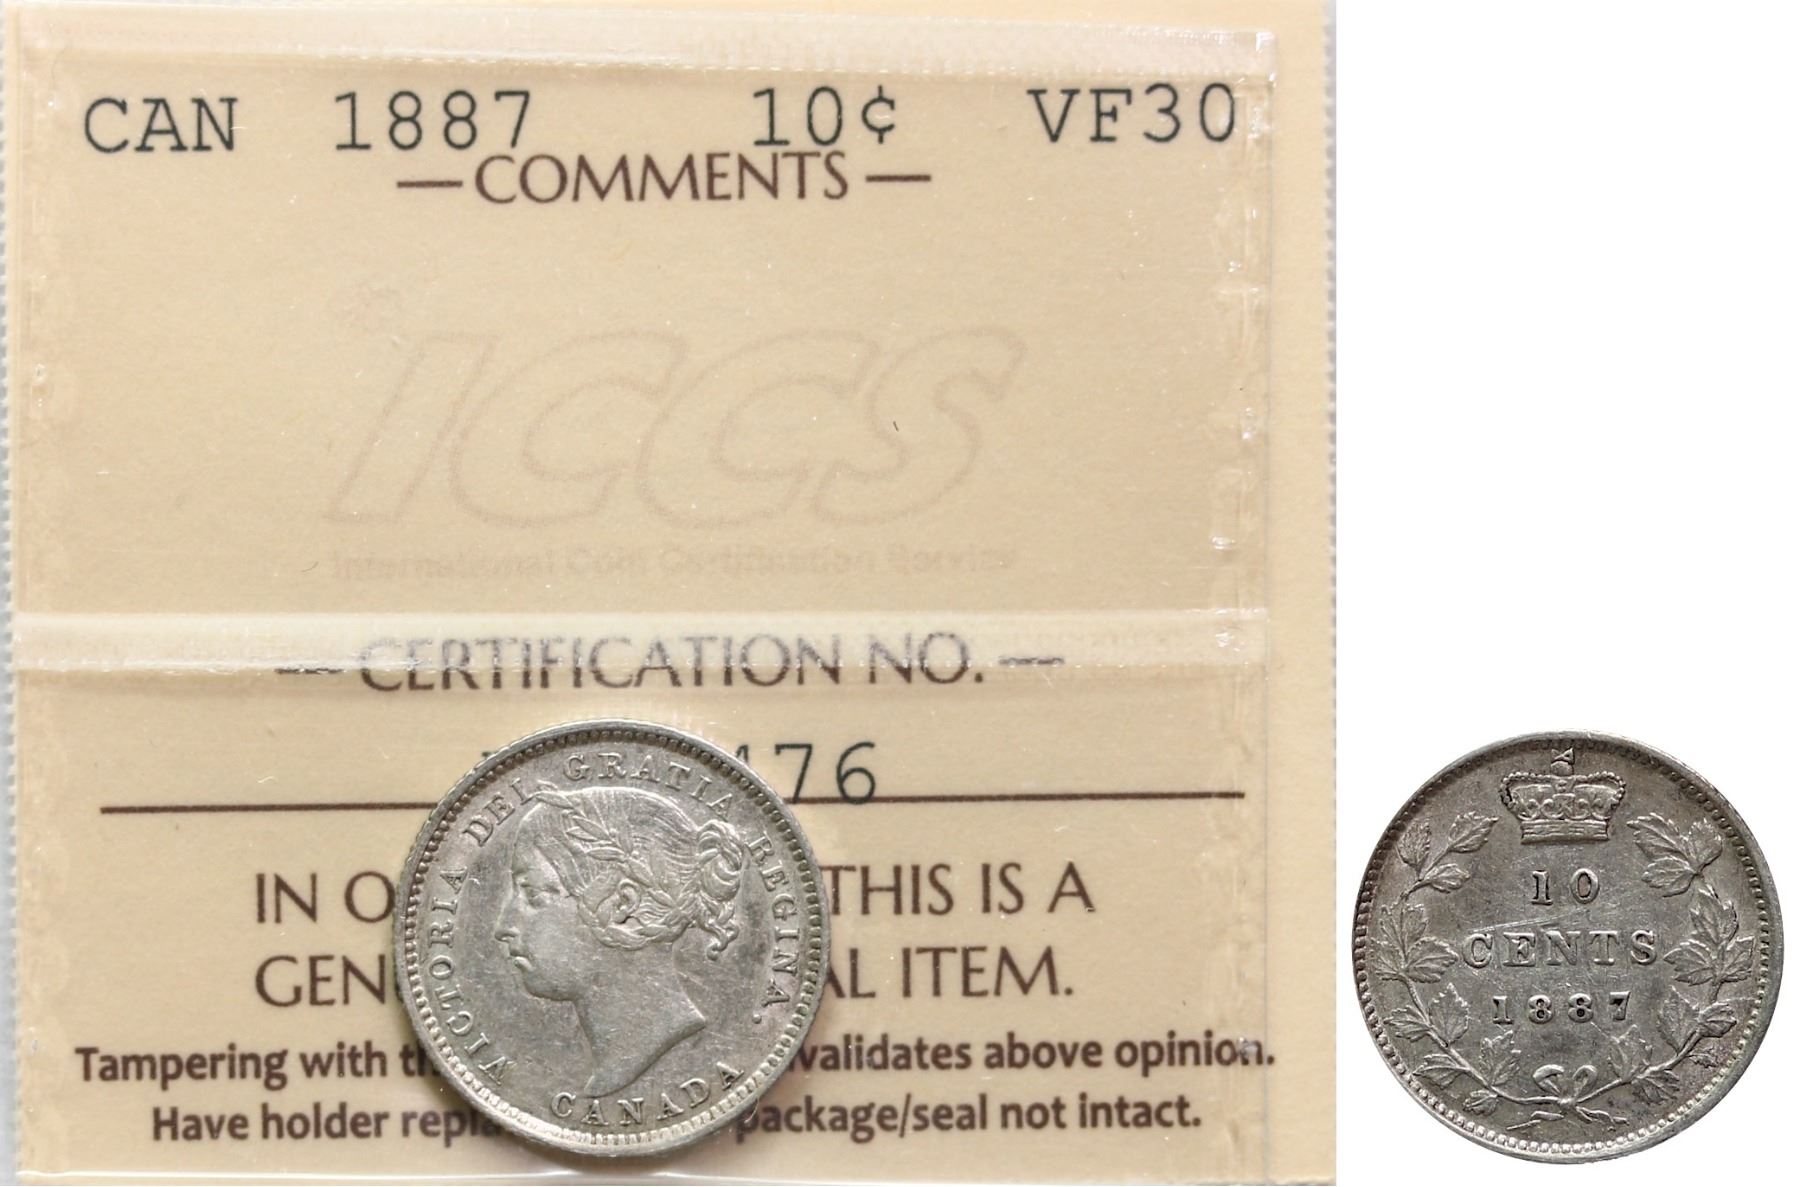 CAN 1887 10¢ VF30
— COMMENTS —
ICCS
International Coin Certification Service
— CERTIFICATION NO. —
476
IN O THIS IS A
GEN AL ITEM.
Tampering with th validates above opinion.
Have holder repla package/seal not intact.
VICTORIA DEI GRATIA REGINA.
CANADA
10
CENTS
1887